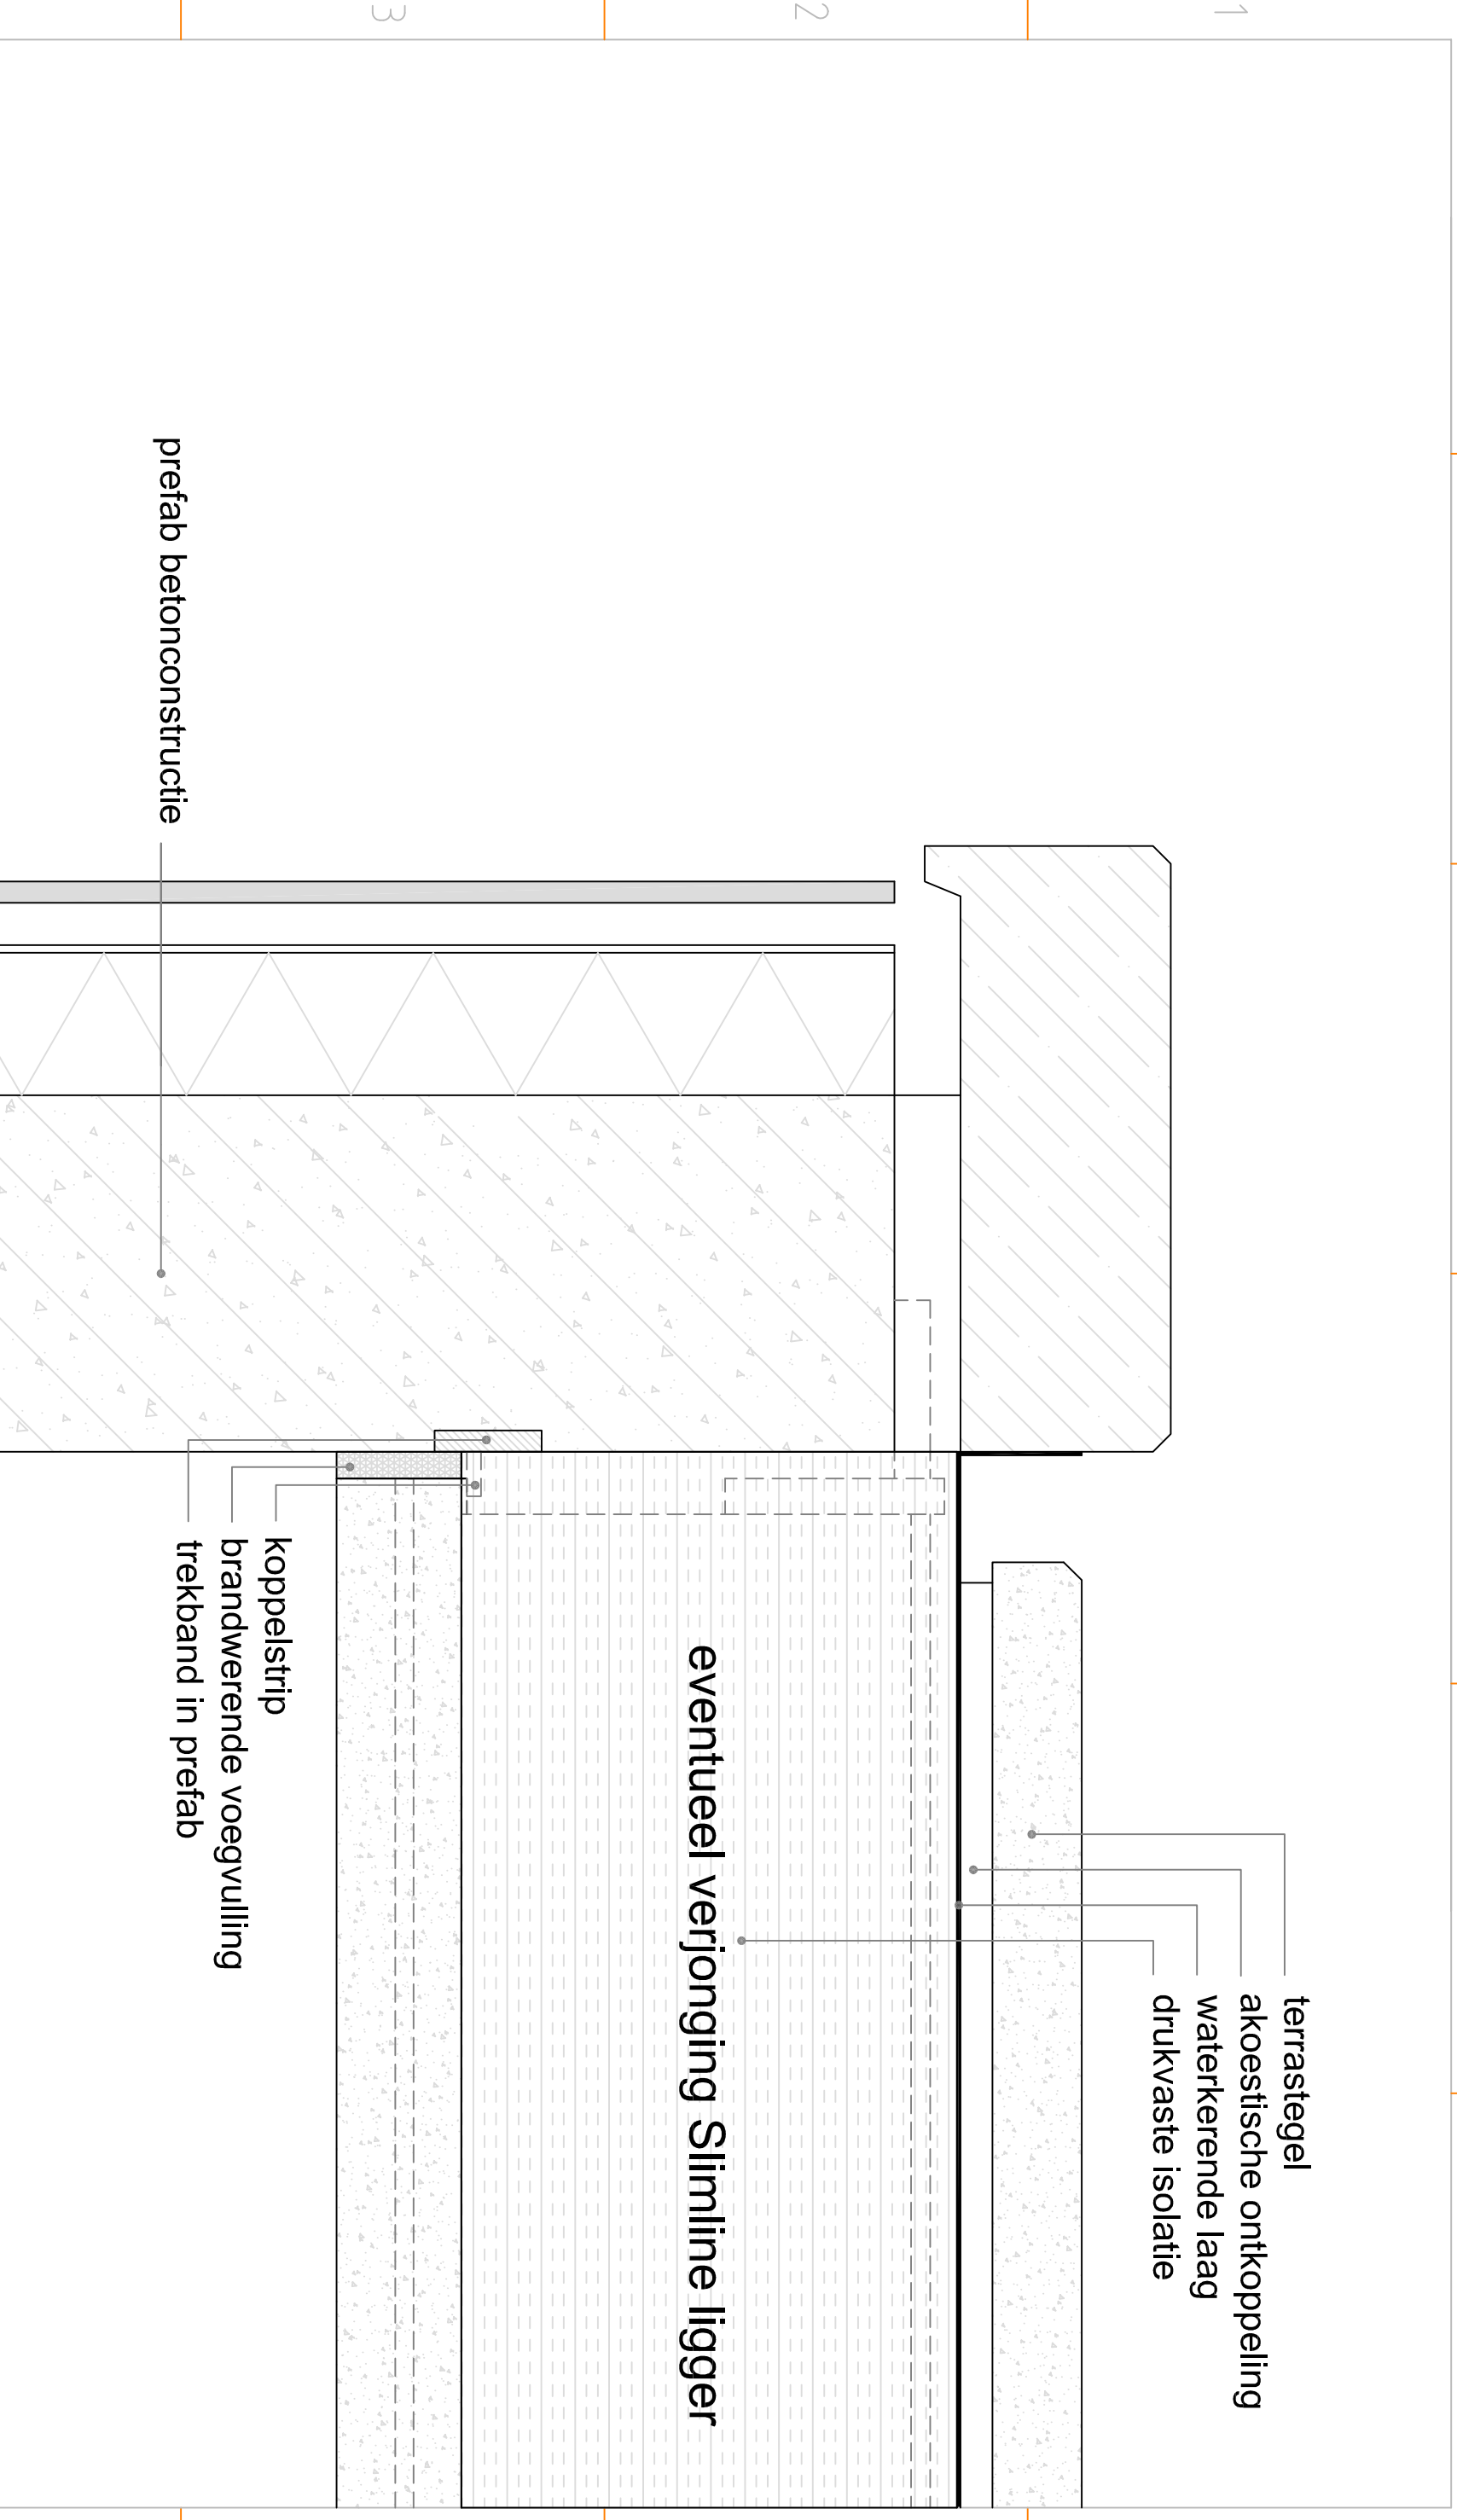 1
2
3
terrastegel
akoestische ontkoppeling
waterkerende laag
drukvaste isolatie
eventueel verjonging Slimline ligger
koppelstrip
brandwerende voegvulling
trekband in prefab
prefab betonconstructie